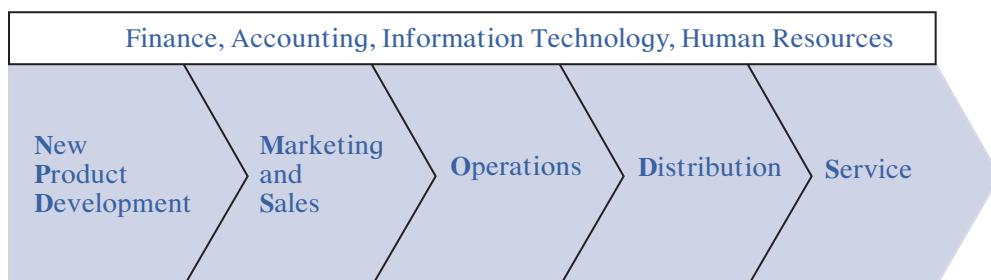 Finance, Accounting, Information Technology, Human Resources
New
Product
Development
Marketing
and
Sales
Operations
Distribution
Service